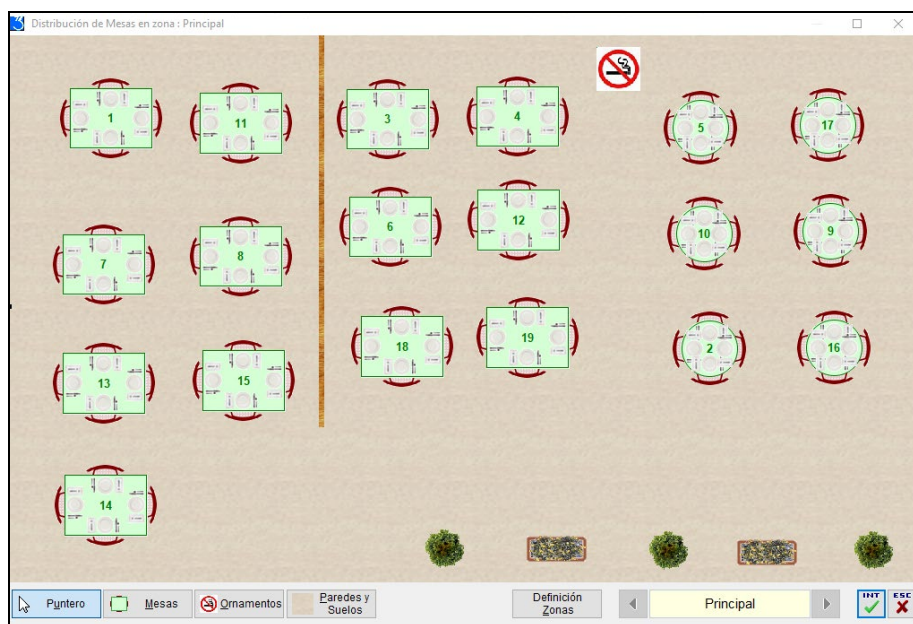 Distribución de Mesas en zona : Principal
1
11
3
4
5
17
7
8
6
12
10
9
13
15
18
19
2
16
14
Puntero
Mesas
Ornamentos
Paredes y
Suelos
Definición
Zonas
Principal
INT
ESC